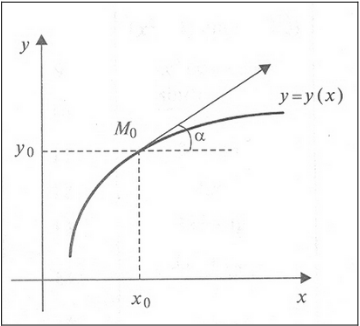 y
y = y(x)
M₀
α
y₀
x₀
x